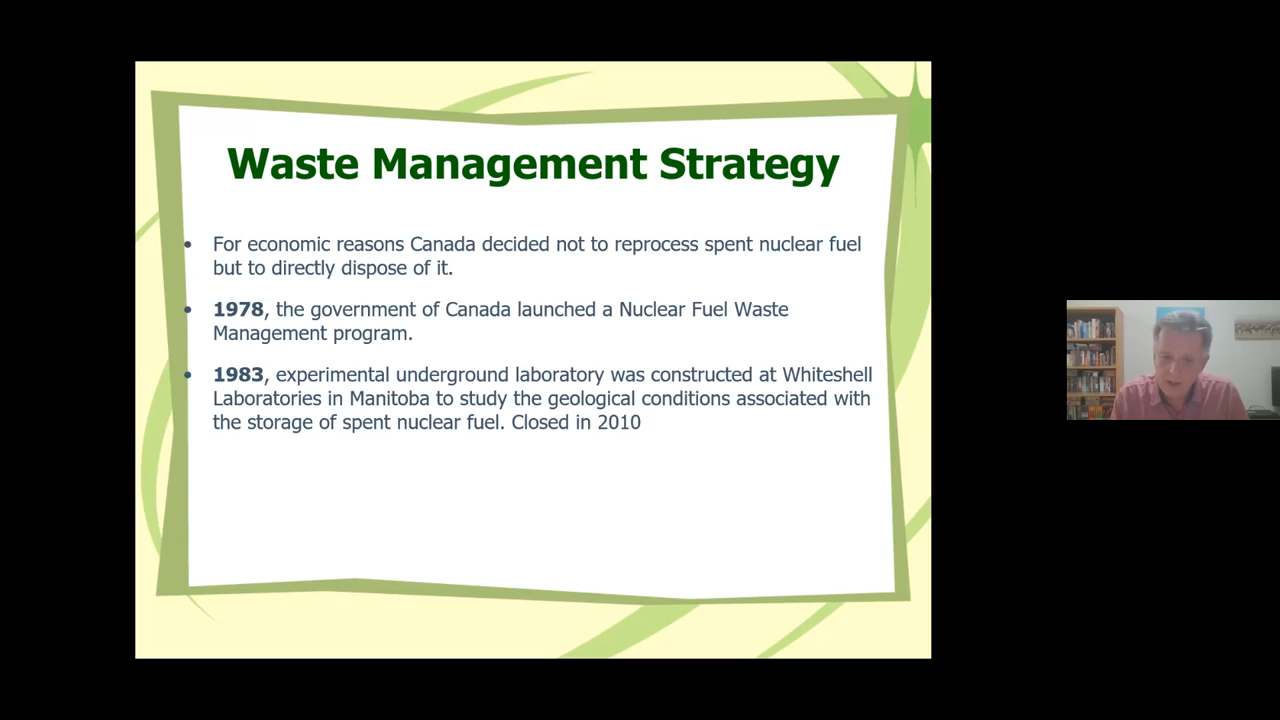 Waste Management Strategy
• For economic reasons Canada decided not to reprocess spent nuclear fuel
but to directly dispose of it.
• 1978, the government of Canada launched a Nuclear Fuel Waste
Management program.
• 1983, experimental underground laboratory was constructed at Whiteshell
Laboratories in Manitoba to study the geological conditions associated with
the storage of spent nuclear fuel. Closed in 2010